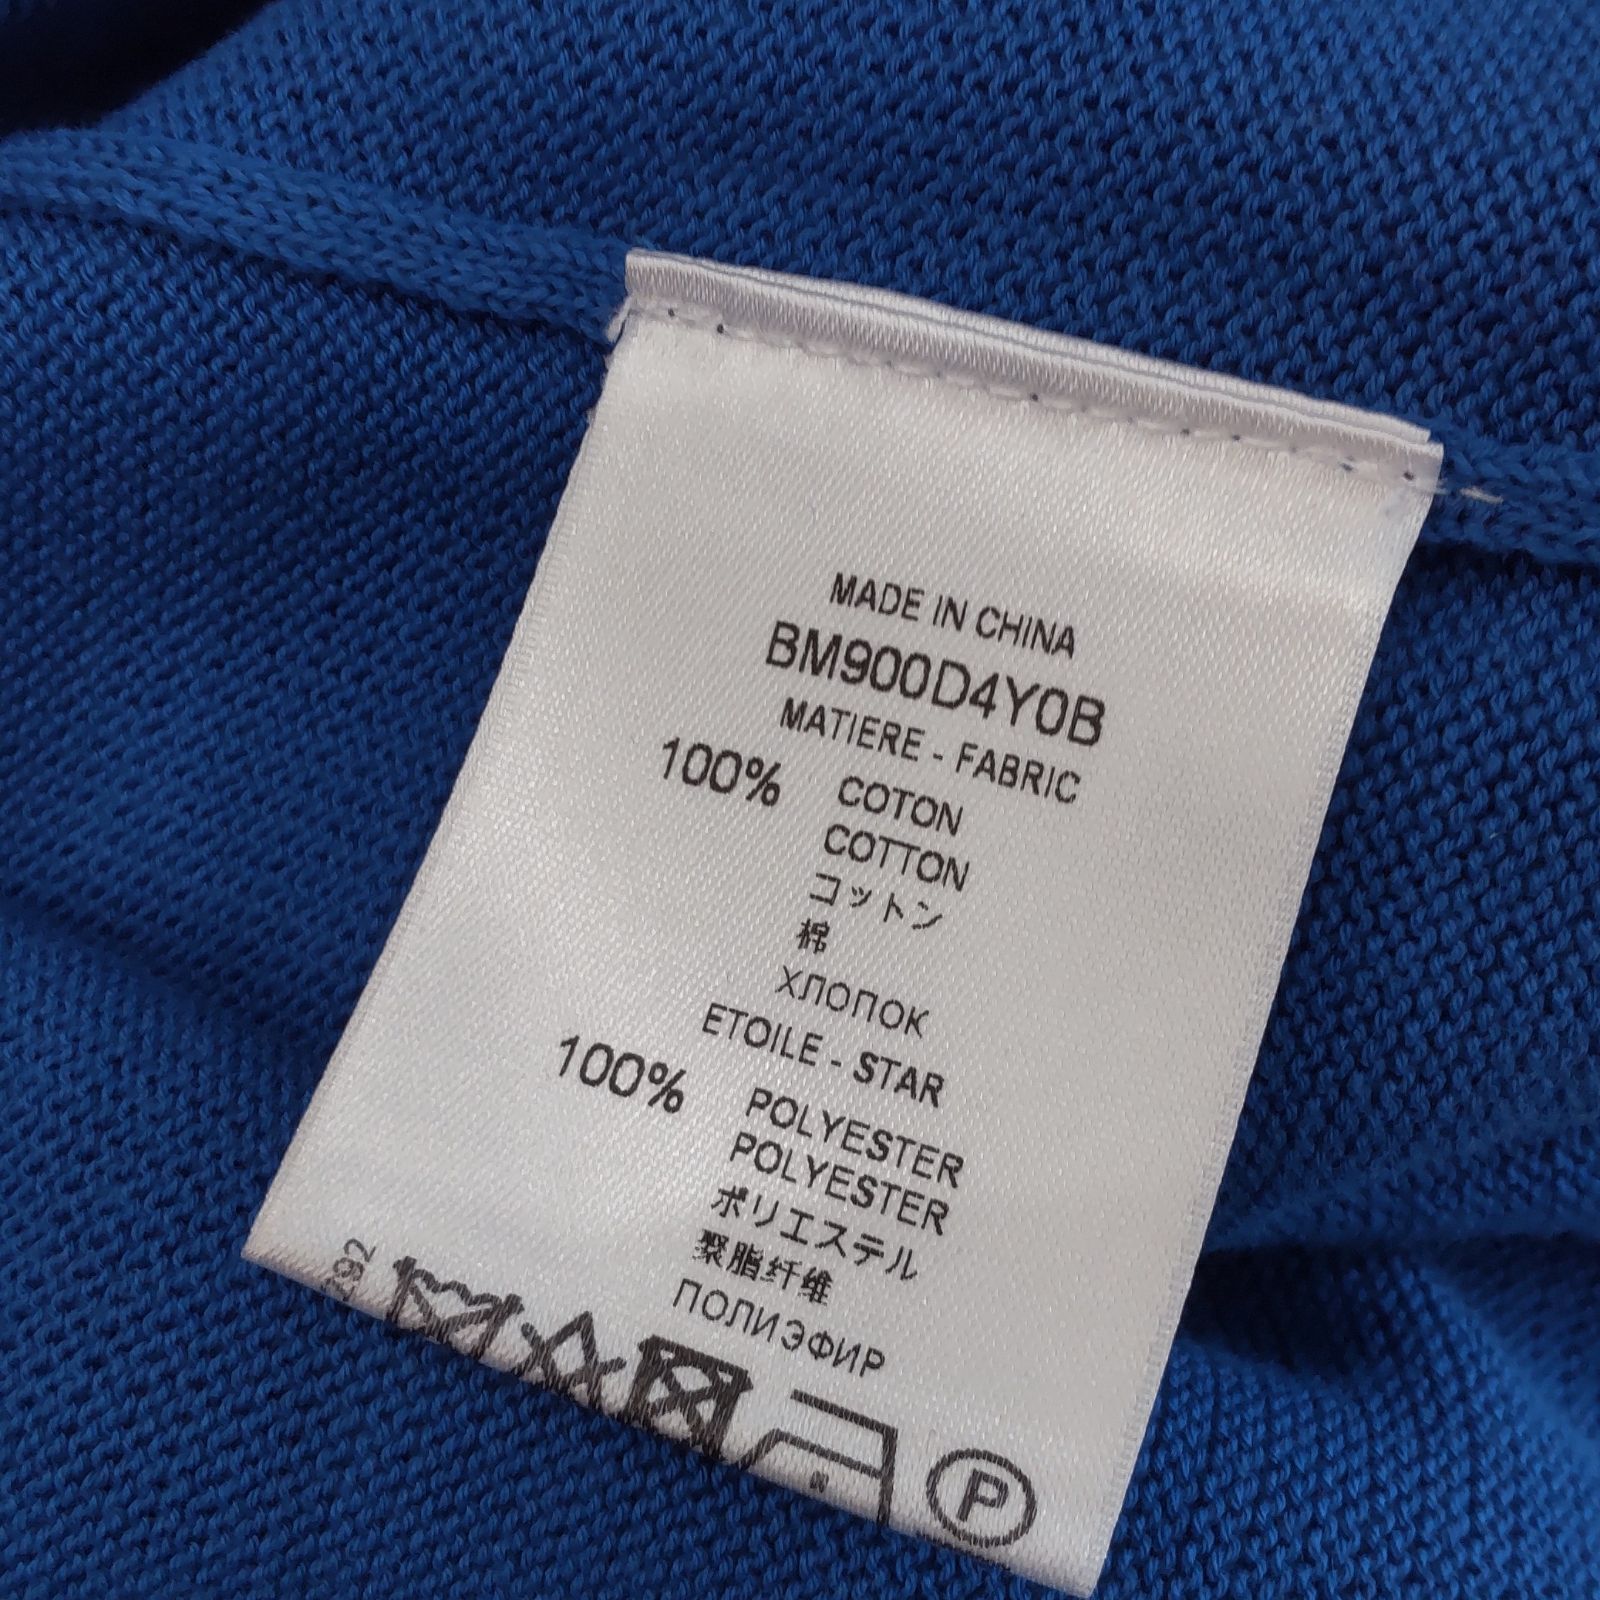 MADE IN CHINA
BM900D4Y0B
MATIERE - FABRIC
100% COTON
COTTON
コットン
棉
ХЛОПОК
ETOILE - STAR
100% POLYESTER
POLYESTER
ポリエステル
聚脂纤维
ПОЛИЭФИР
P